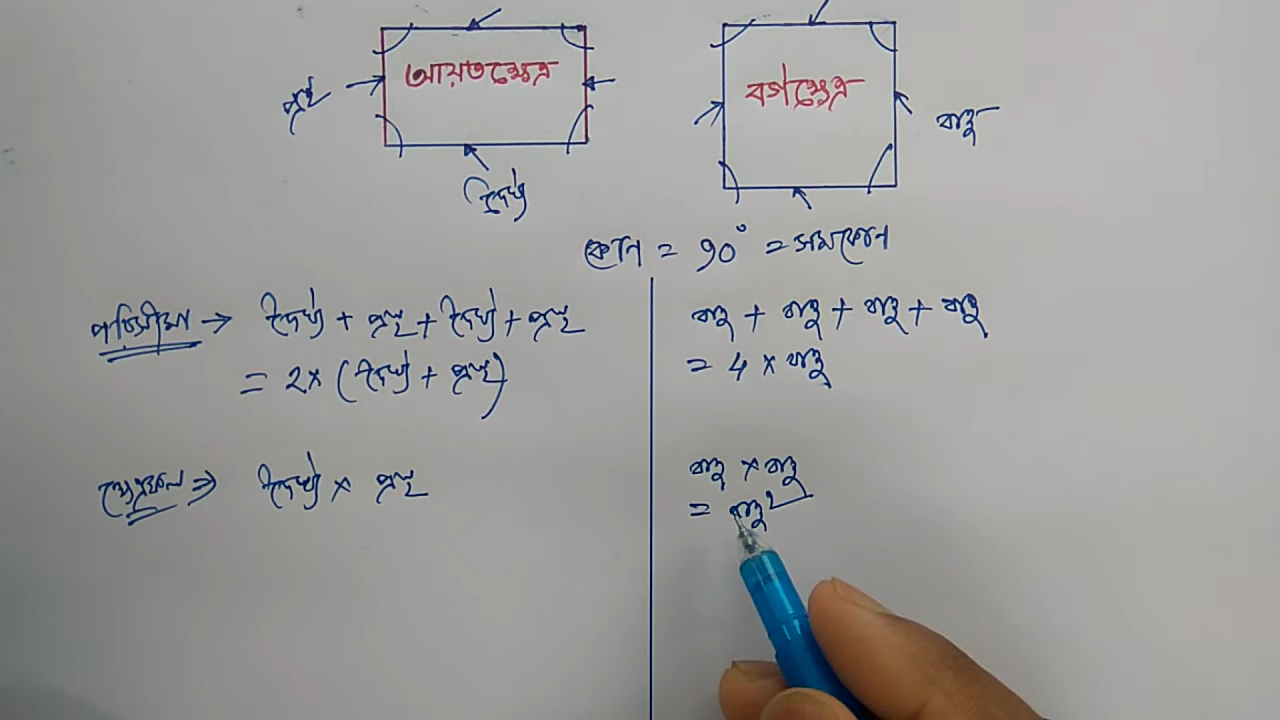 আয়তক্ষেত্র
বর্গক্ষেত্র
প্রস্থ
বাহু
দৈর্ঘ্য
কোন = 90° = সমকোন
পরিসীমা → দৈর্ঘ্য + প্রস্থ + দৈর্ঘ্য + প্রস্থ
= 2 × (দৈর্ঘ্য + প্রস্থ)
বাহু + বাহু + বাহু + বাহু
= 4 × বাহু
ক্ষেত্রফল ⇒ দৈর্ঘ্য × প্রস্থ
বাহু × বাহু
= বাহু²